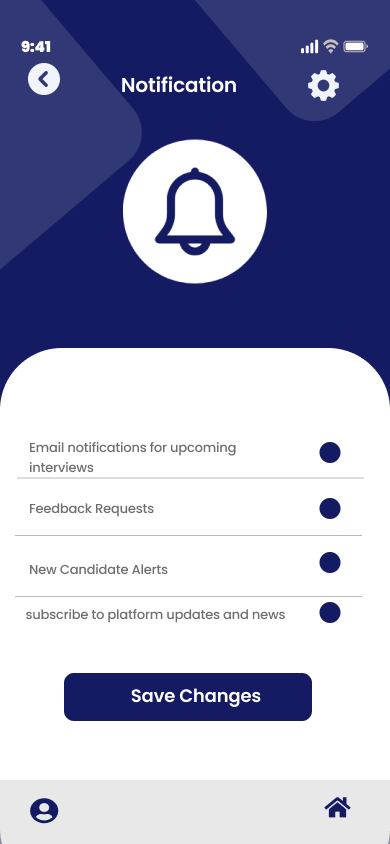 9:41
Notification
Email notifications for upcoming
interviews
Feedback Requests
New Candidate Alerts
subscribe to platform updates and news
Save Changes